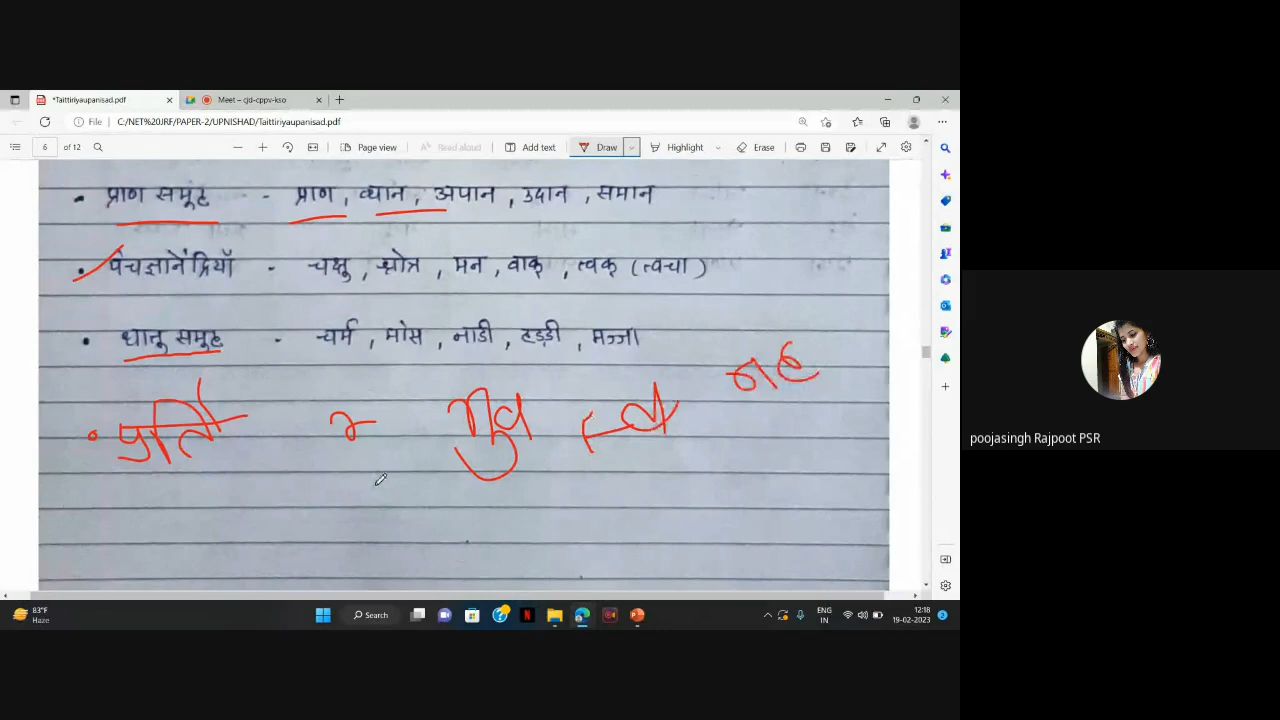 *Taittiriyaupanisad.pdf
Meet – cjd-cppv-kso
File
C:/NET%20JRF/PAPER-2/UPNISHAD/Taittiriyaupanisad.pdf
6 of 12
Page view
Read aloud
Add text
Draw
Highlight
Erase
• प्राण समूह - प्राण , व्यान , अपान , उदान , समान
• पंचज्ञानेंद्रियाँ - चक्षु , श्रोत्र , मन , वाक् , त्वक् (त्वचा)
• धातु समूह - चर्म , मांस , नाडी , हड्डी , मज्जा
poojasingh Rajpoot PSR
83°F
Haze
Search
ENG
IN
12:18
19-02-2023
2